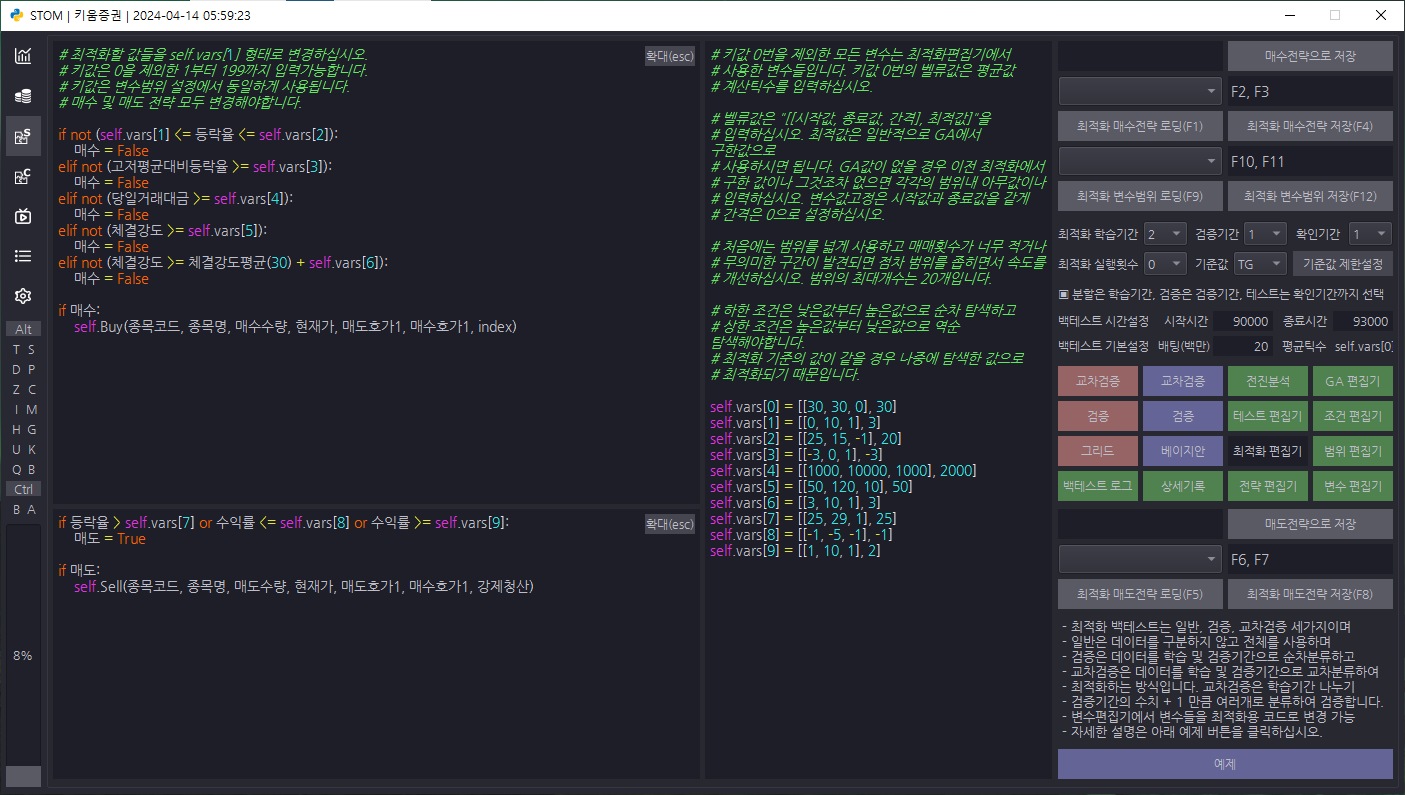 STOM | 키움증권 | 2024-04-14 05:59:23
Alt
T S
D P
Z C
I M
H G
U K
Q B
Ctrl
B A
8%
# 최적화할 값들을 self.vars[1] 형태로 변경하십시오.
확대(esc)
# 키값은 0을 제외한 1부터 199까지 입력가능합니다.
# 키값은 변수범위 설정에서 동일하게 사용됩니다.
# 매수 및 매도 전략 모두 변경해야합니다.
if not (self.vars[1] <= 등락율 <= self.vars[2]):
매수 = False
elif not (고저평균대비등락율 >= self.vars[3]):
매수 = False
elif not (당일거래대금 >= self.vars[4]):
매수 = False
elif not (체결강도 >= self.vars[5]):
매수 = False
elif not (체결강도 >= 체결강도평균(30) + self.vars[6]):
매수 = False
if 매수:
self.Buy(종목코드, 종목명, 매수수량, 현재가, 매도호가1, 매수호가1, index)
if 등락율 > self.vars[7] or 수익률 <= self.vars[8] or 수익률 >= self.vars[9]:
확대(esc)
매도 = True
if 매도:
self.Sell(종목코드, 종목명, 매도수량, 현재가, 매도호가1, 매수호가1, 강제청산)
# 키값 0번을 제외한 모든 변수는 최적화편집기에서
# 사용한 변수들입니다. 키값 0번의 벨류값은 평균값
# 계산틱수를 입력하십시오.
# 벨류값은 "[[시작값, 종료값, 간격], 최적값]"을
# 입력하십시오. 최적값은 일반적으로 GA에서
구한값으로
# 사용하시면 됩니다. GA값이 없을 경우 이전 최적화에서
# 구한 값이나 그것조차 없으면 각각의 범위내 아무값이나
# 입력하십시오. 변수값고정은 시작값과 종료값을 같게
# 간격은 0으로 설정하십시오.
# 처음에는 범위를 넓게 사용하고 매매횟수가 너무 적거나
# 무의미한 구간이 발견되면 점차 범위를 좁히면서 속도를
# 개선하십시오. 범위의 최대개수는 20개입니다.
# 하한 조건은 낮은값부터 높은값으로 순차 탐색하고
# 상한 조건은 높은값부터 낮은값으로 역순
탐색해야합니다.
# 최적화 기준의 값이 같을 경우 나중에 탐색한 값으로
# 최적화되기 때문입니다.
self.vars[0] = [[30, 30, 0], 30]
self.vars[1] = [[0, 10, 1], 3]
self.vars[2] = [[25, 15, -1], 20]
self.vars[3] = [[-3, 0, 1], -3]
self.vars[4] = [[1000, 10000, 1000], 2000]
self.vars[5] = [[50, 120, 10], 50]
self.vars[6] = [[3, 10, 1], 3]
self.vars[7] = [[25, 29, 1], 25]
self.vars[8] = [[-1, -5, -1], -1]
self.vars[9] = [[1, 10, 1], 2]
매수전략으로 저장
F2, F3
최적화 매수전략 로딩(F1) 최적화 매수전략 저장(F4)
F10, F11
최적화 변수범위 로딩(F9) 최적화 변수범위 저장(F12)
최적화 학습기간 2 검증기간 1 확인기간 1
최적화 실행횟수 0 기준값 TG 기준값 제한설정
▣ 분할은 학습기간, 검증은 검증기간, 테스트는 확인기간까지 선택
백테스트 시간설정 시작시간 90000 종료시간 93000
백테스트 기본설정 배팅(백만) 20 평균틱수 self.vars[0]
교차검증 교차검증 전진분석 GA 편집기
검증 검증 테스트 편집기 조건 편집기
그리드 베이지안 최적화 편집기 범위 편집기
백테스트 로그 상세기록 전략 편집기 변수 편집기
매도전략으로 저장
F6, F7
최적화 매도전략 로딩(F5) 최적화 매도전략 저장(F8)
- 최적화 백테스트는 일반, 검증, 교차검증 세가지이며
- 일반은 데이터를 구분하지 않고 전체를 사용하며
- 검증은 데이터를 학습 및 검증기간으로 순차분류하고
- 교차검증은 데이터를 학습 및 검증기간으로 교차분류하여
- 최적화하는 방식입니다. 교차검증은 학습기간 나누기
- 검증기간의 수치 + 1 만큼 여러개로 분류하여 검증합니다.
- 변수편집기에서 변수들을 최적화용 코드로 변경 가능
- 자세한 설명은 아래 예제 버튼을 클릭하십시오.
예제